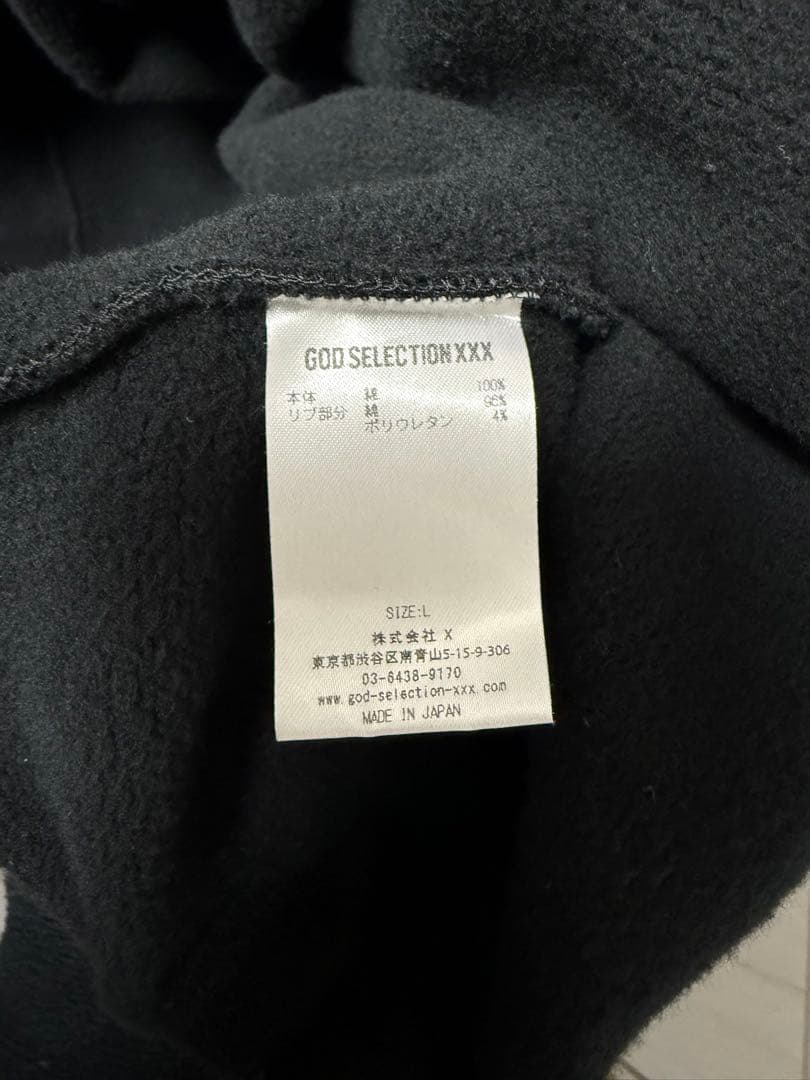 GOD SELECTION XXX
本体 綿 100%
リブ部分 綿 96%
ポリウレタン 4%
SIZE:L
株式会社 X
東京都渋谷区南青山5-15-9-306
03-6438-9170
www.god-selection-xxx.com
MADE IN JAPAN